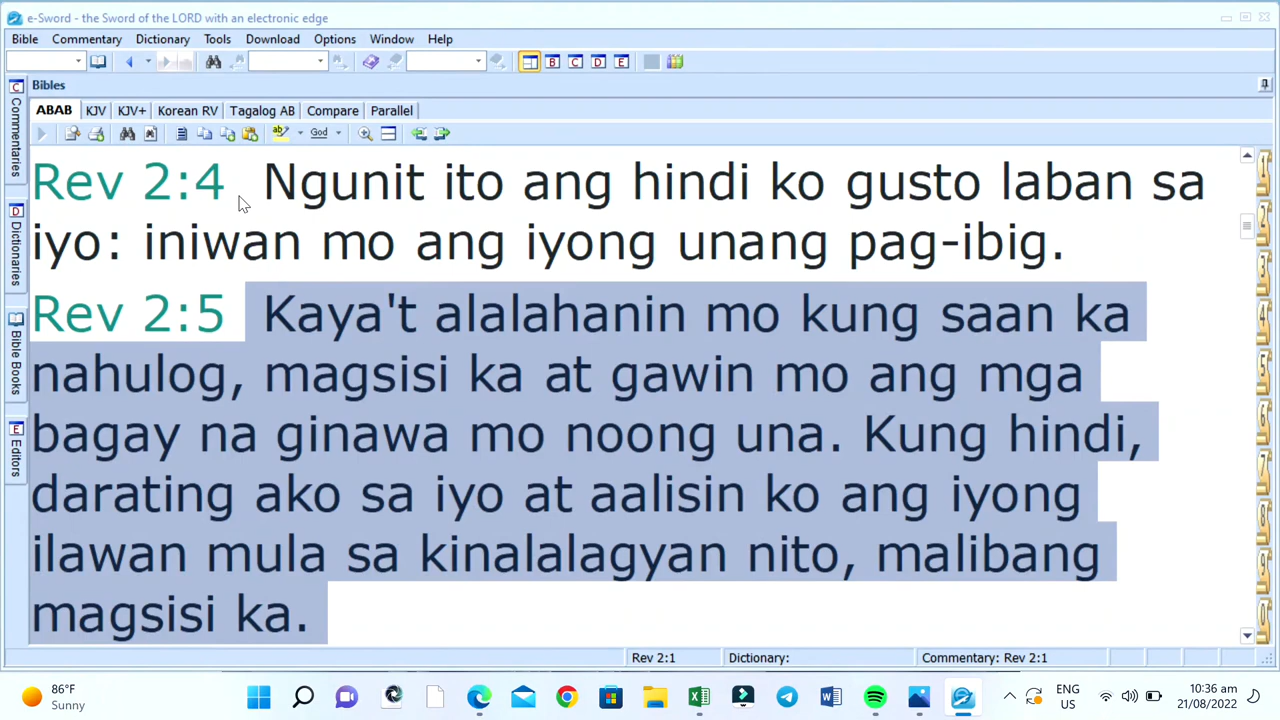 e-Sword - the Sword of the LORD with an electronic edge
Bible Commentary Dictionary Tools Download Options Window Help
Bibles
ABAB KJV KJV+ Korean RV Tagalog AB Compare Parallel
Commentaries
Dictionaries
Bible Books
Editors
Rev 2:4 Ngunit ito ang hindi ko gusto laban sa
iyo: iniwan mo ang iyong unang pag-ibig.
Rev 2:5 Kaya't alalahanin mo kung saan ka
nahulog, magsisi ka at gawin mo ang mga
bagay na ginawa mo noong una. Kung hindi,
darating ako sa iyo at aalisin ko ang iyong
ilawan mula sa kinalalagyan nito, malibang
magsisi ka.
Rev 2:1 Dictionary: Commentary: Rev 2:1
86°F
Sunny
ENG
US
10:36 am
21/08/2022